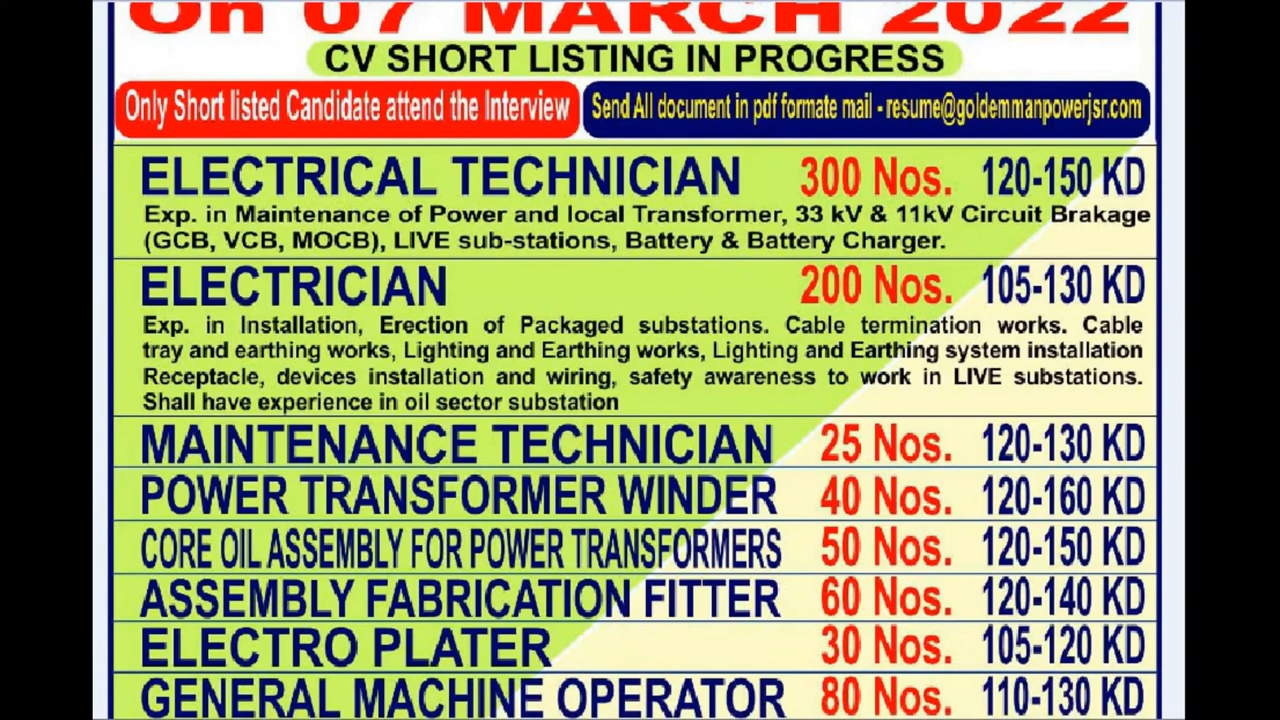 On 07 MARCH 2022
CV SHORT LISTING IN PROGRESS
Only Short listed Candidate attend the Interview
Send All document in pdf formate mail - resume@goldemmanpowerjsr.com
ELECTRICAL TECHNICIAN 300 Nos. 120-150 KD
Exp. in Maintenance of Power and local Transformer, 33 kV & 11kV Circuit Brakage
(GCB, VCB, MOCB), LIVE sub-stations, Battery & Battery Charger.
ELECTRICIAN 200 Nos. 105-130 KD
Exp. in Installation, Erection of Packaged substations. Cable termination works. Cable
tray and earthing works, Lighting and Earthing works, Lighting and Earthing system installation
Receptacle, devices installation and wiring, safety awareness to work in LIVE substations.
Shall have experience in oil sector substation
MAINTENANCE TECHNICIAN 25 Nos. 120-130 KD
POWER TRANSFORMER WINDER 40 Nos. 120-160 KD
CORE OIL ASSEMBLY FOR POWER TRANSFORMERS 50 Nos. 120-150 KD
ASSEMBLY FABRICATION FITTER 60 Nos. 120-140 KD
ELECTRO PLATER 30 Nos. 105-120 KD
GENERAL MACHINE OPERATOR 80 Nos. 110-130 KD